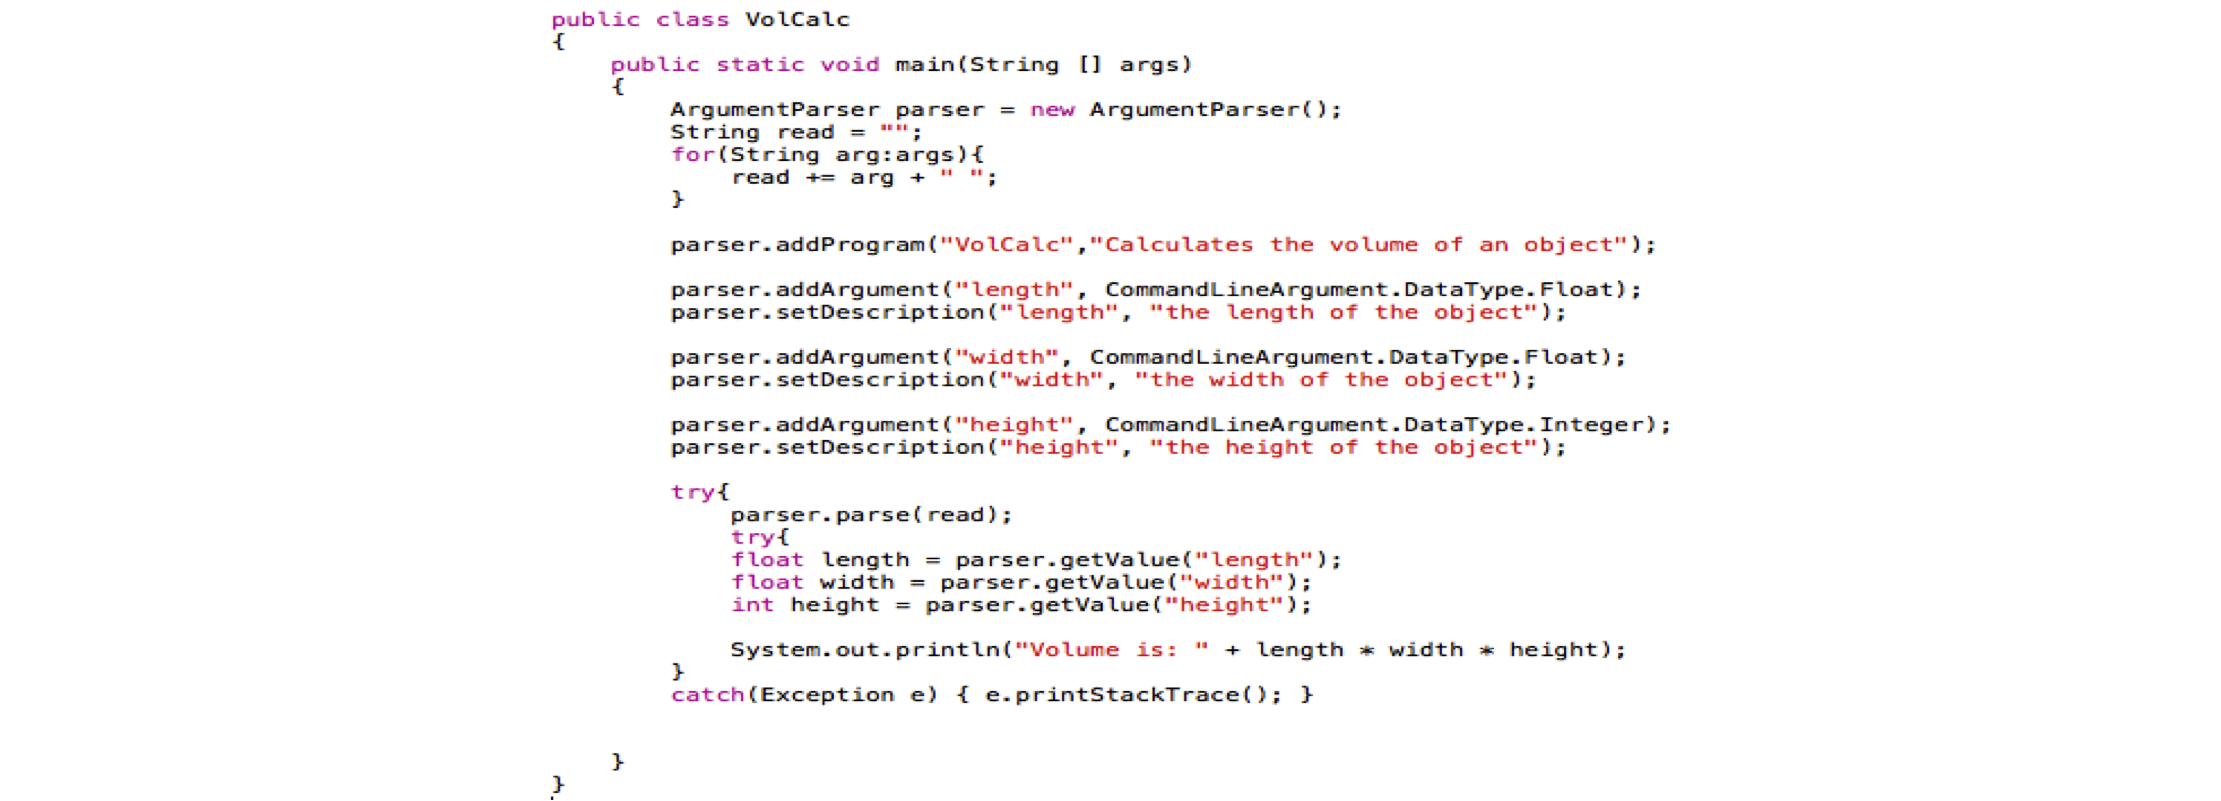 public class VolCalc
{
    public static void main(String [] args)
    {
        ArgumentParser parser = new ArgumentParser();
        String read = "";
        for(String arg:args){
            read += arg + " ";
        }

        parser.addProgram("VolCalc","Calculates the volume of an object");

        parser.addArgument("length", CommandLineArgument.DataType.Float);
        parser.setDescription("length", "the length of the object");

        parser.addArgument("width", CommandLineArgument.DataType.Float);
        parser.setDescription("width", "the width of the object");

        parser.addArgument("height", CommandLineArgument.DataType.Integer);
        parser.setDescription("height", "the height of the object");

        try{
            parser.parse(read);
            try{
            float length = parser.getValue("length");
            float width = parser.getValue("width");
            int height = parser.getValue("height");

            System.out.println("Volume is: " + length * width * height);
        }
        catch(Exception e) { e.printStackTrace(); }


    }
}